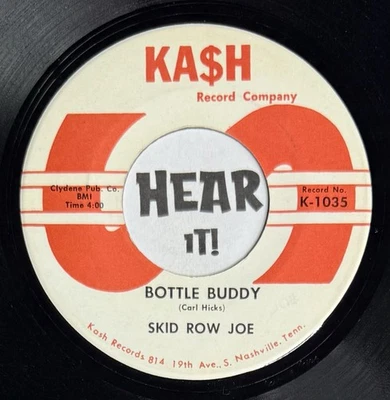 KA$H
Record Company
Clydene Pub. Co.
BMI
Time 4:00
HEAR
IT!
Record No.
K-1035
BOTTLE BUDDY
(Carl Hicks)
SKID ROW JOE
Kash Records 814 19th Ave., S. Nashville, Tenn.